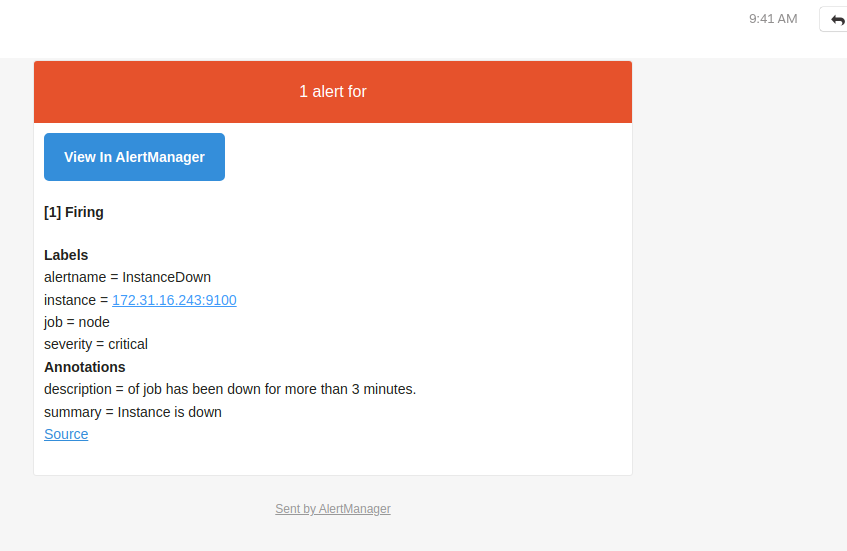 9:41 AM
1 alert for
View In AlertManager
[1] Firing
Labels
alertname = InstanceDown
instance = 172.31.16.243:9100
job = node
severity = critical
Annotations
description = of job has been down for more than 3 minutes.
summary = Instance is down
Source
Sent by AlertManager